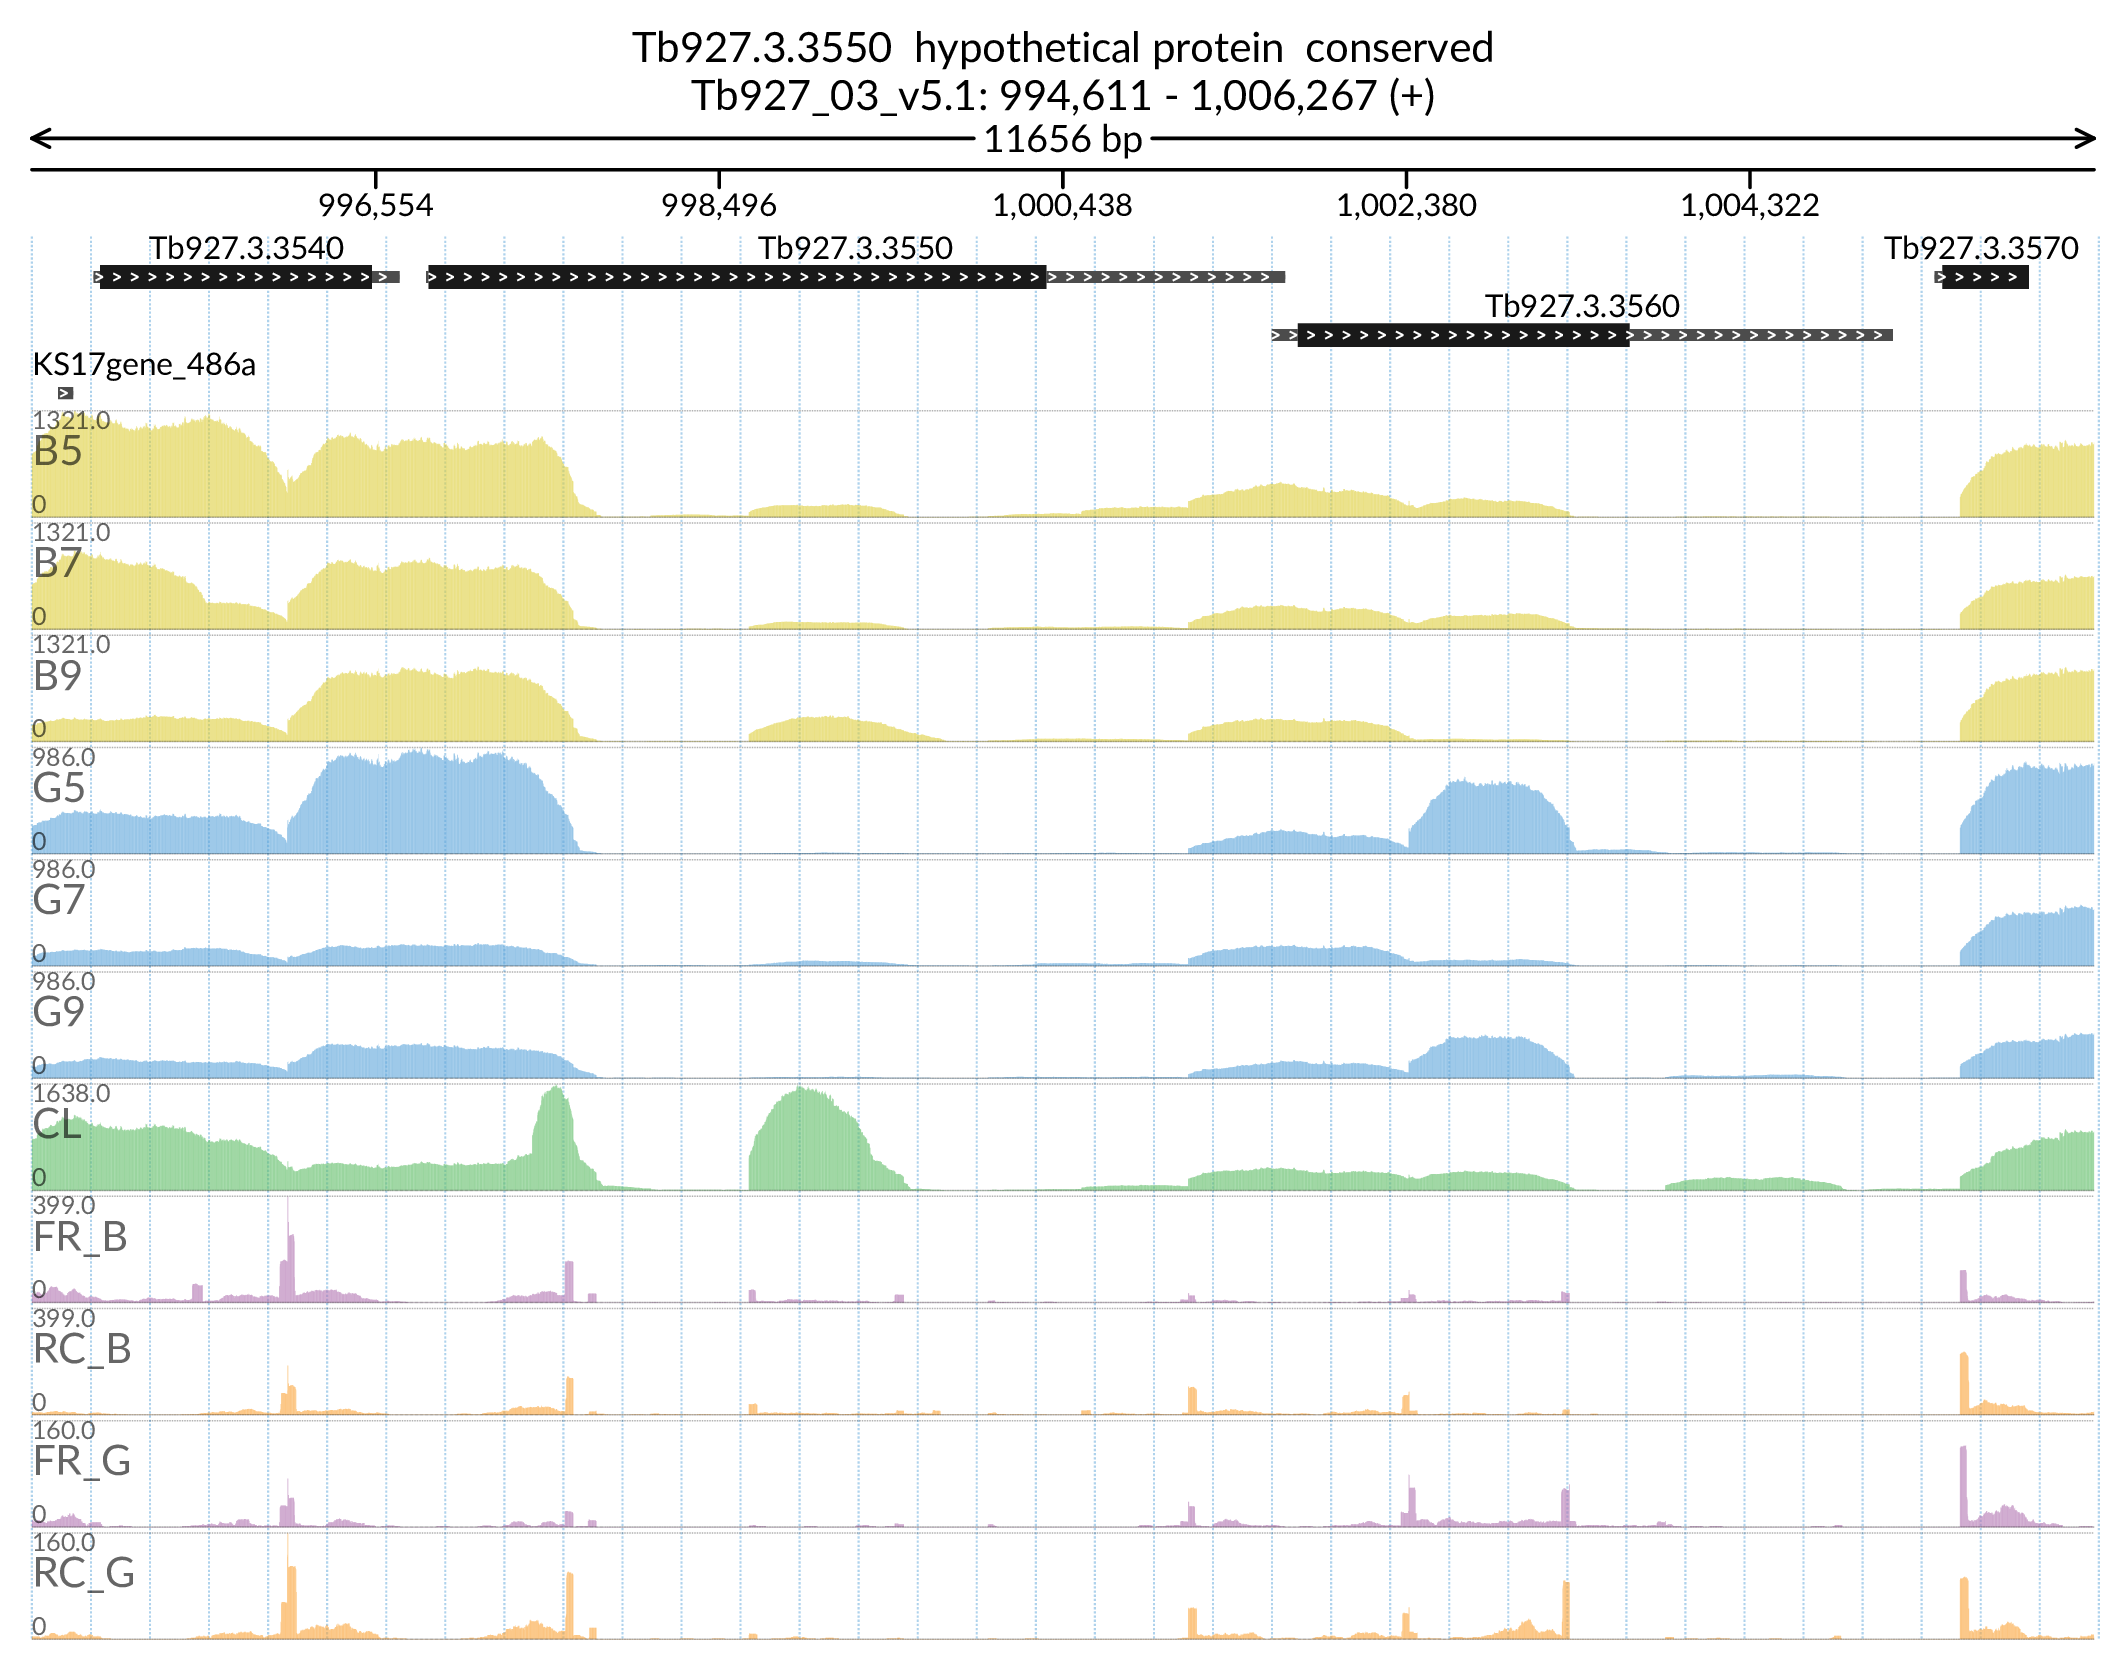 Tb927.3.3550 hypothetical protein conserved
Tb927_03_v5.1: 994,611 - 1,006,267 (+)
11656 bp
996,554 998,496 1,000,438 1,002,380 1,004,322
Tb927.3.3540 Tb927.3.3550 Tb927.3.3570
Tb927.3.3560
KS17gene_486a
1321.0
B5
0
1321.0
B7
0
1321.0
B9
0
986.0
G5
0
986.0
G7
0
986.0
G9
0
1638.0
CL
0
399.0
FR_B
0
399.0
RC_B
0
160.0
FR_G
0
160.0
RC_G
0